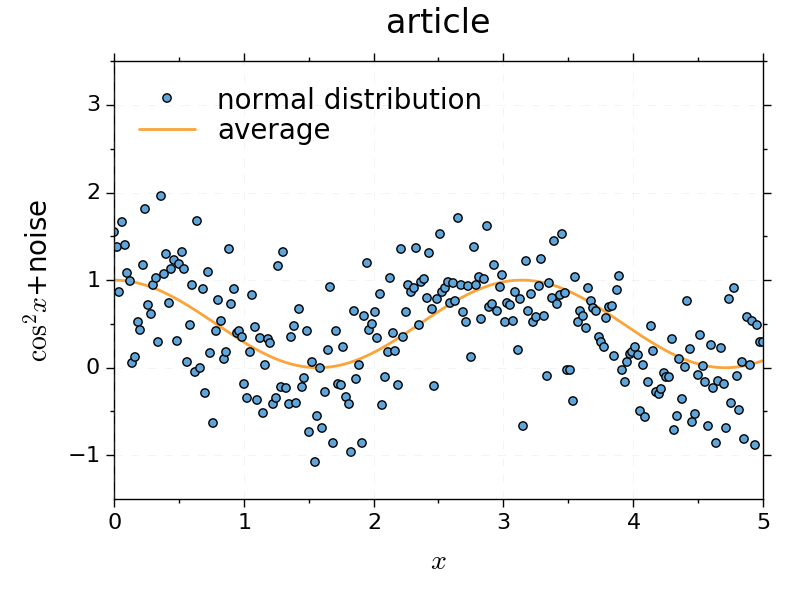 article
normal distribution
average
3
2
1
0
−1
cos²x+noise
0 1 2 3 4 5
x